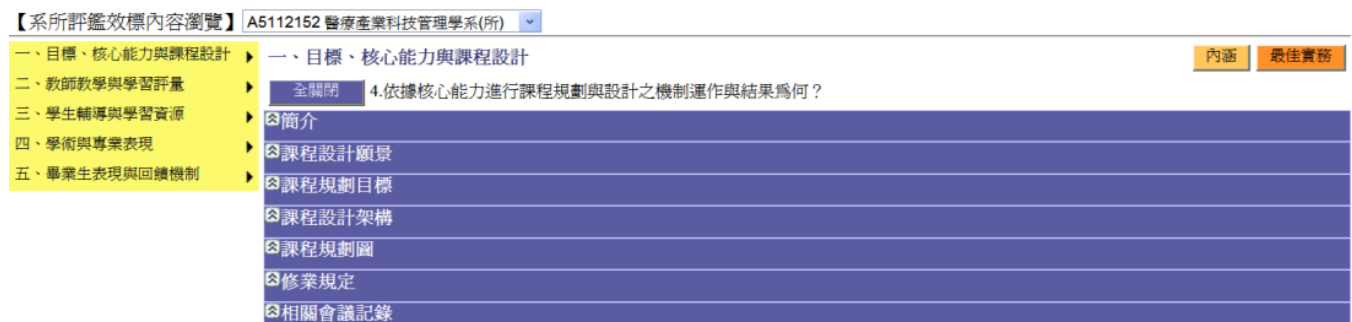 【系所評鑑效標內容瀏覽】 A5112152 醫療產業科技管理學系(所)
一、目標、核心能力與課程設計
二、教師教學與學習評量
三、學生輔導與學習資源
四、學術與專業表現
五、畢業生表現與回饋機制
一、目標、核心能力與課程設計 內涵 最佳實務
全關閉 4.依據核心能力進行課程規劃與設計之機制運作與結果為何？
簡介
課程設計願景
課程規劃目標
課程設計架構
課程規劃圖
修業規定
相關會議記錄